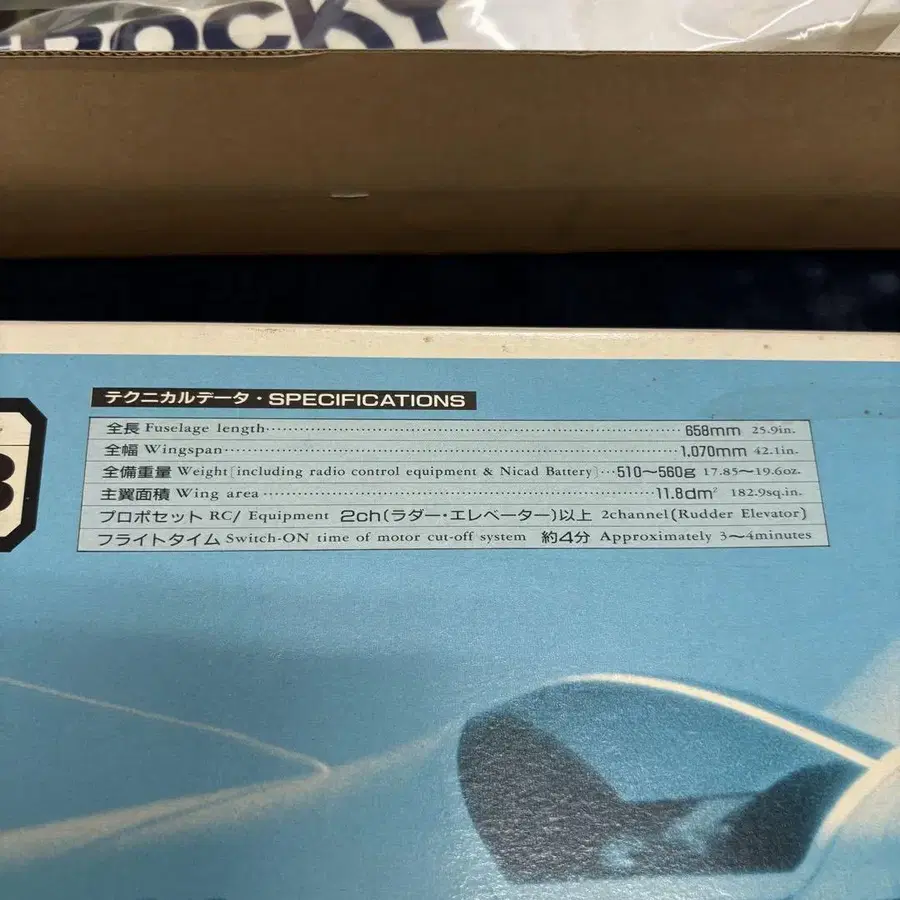 ROCKY
テクニカルデータ・SPECIFICATIONS
全長 Fuselage length 658mm 25.9in.
全幅 Wingspan 1,070mm 42.1in.
全備重量 Weight [including radio control equipment & Nicad Battery] 510〜560g 17.85〜19.6oz.
主翼面積 Wing area 11.8dm² 182.9sq.in.
プロポセット RC/ Equipment 2ch(ラダー・エレベーター)以上 2channel(Rudder Elevator)
フライトタイム Switch-ON time of motor cut-off system 約4分 Approximately 3〜4minutes